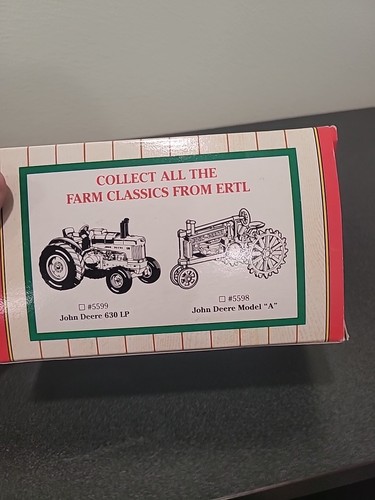 COLLECT ALL THE
FARM CLASSICS FROM ERTL
#5599
John Deere 630 LP
#5598
John Deere Model "A"